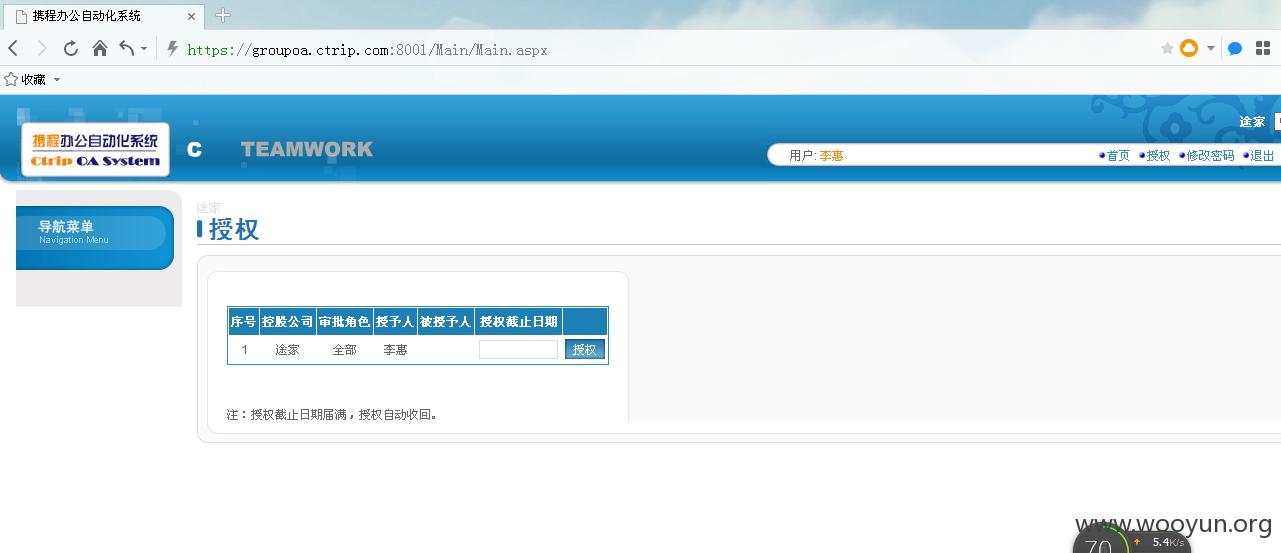 携程办公自动化系统
https://groupoa.ctrip.com:8001/Main/Main.aspx
收藏
途家
携程办公自动化系统
Ctrip OA System
C TEAMWORK
用户: 李惠 首页 授权 修改密码 退出
导航菜单
Navigation Menu
途家
授权
序号 控股公司 审批角色 授予人 被授予人 授权截止日期
1 途家 全部 李惠 授权
注：授权截止日期届满，授权自动收回。
www.wooyun.org
70 5.4K/s